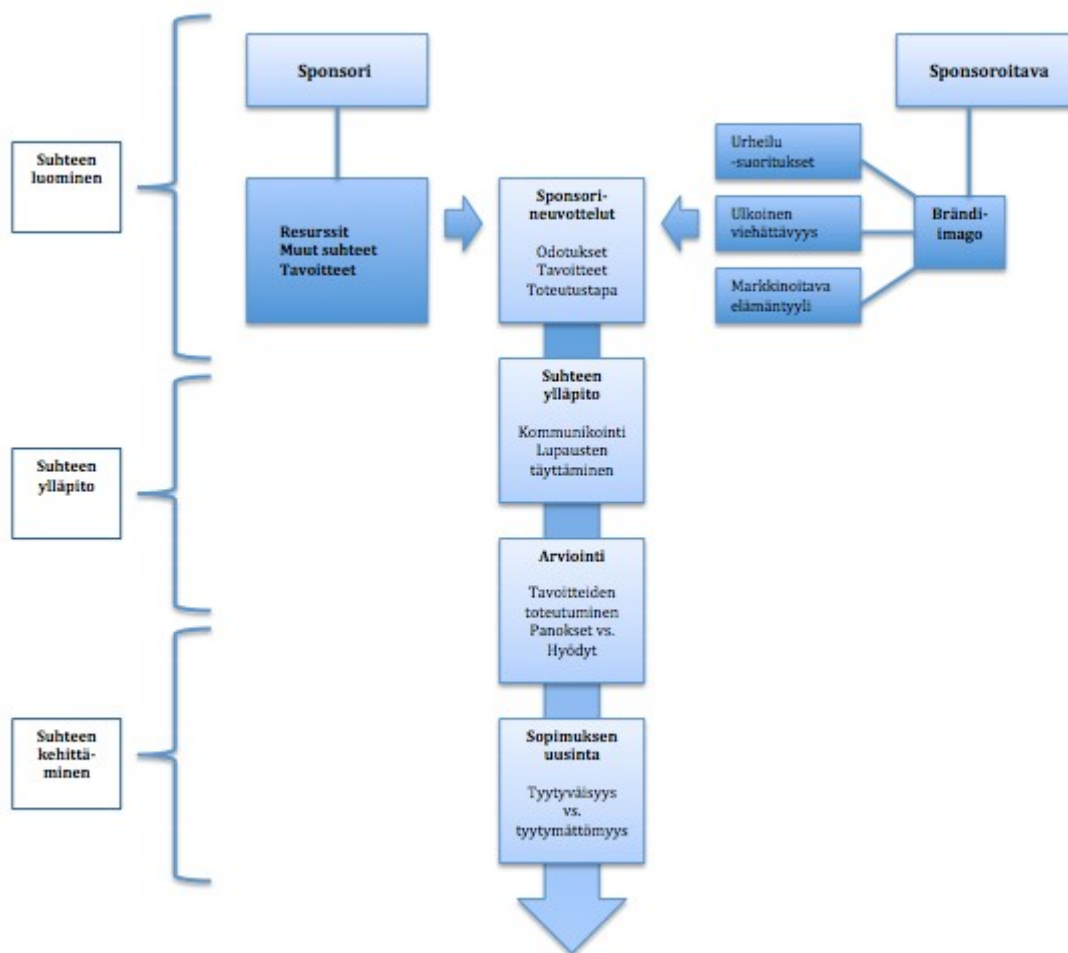 Sponsori
Sponsoroitava
Suhteen
luominen
Resurssit
Muut suhteet
Tavoitteet
Sponsori-
neuvottelut
Odotukset
Tavoitteet
Toteutustapa
Urheilu
-suoritukset
Ulkoinen
viehättävyys
Markkinoitava
elämäntyyli
Brändi-
imago
Suhteen
ylläpito
Suhteen
ylläpito
Kommunikointi
Lupausten
täyttäminen
Arviointi
Tavoitteiden
toteutuminen
Panokset vs.
Hyödyt
Suhteen
kehittä-
minen
Sopimuksen
uusinta
Tyytyväisyys
vs.
tyytymättömyys